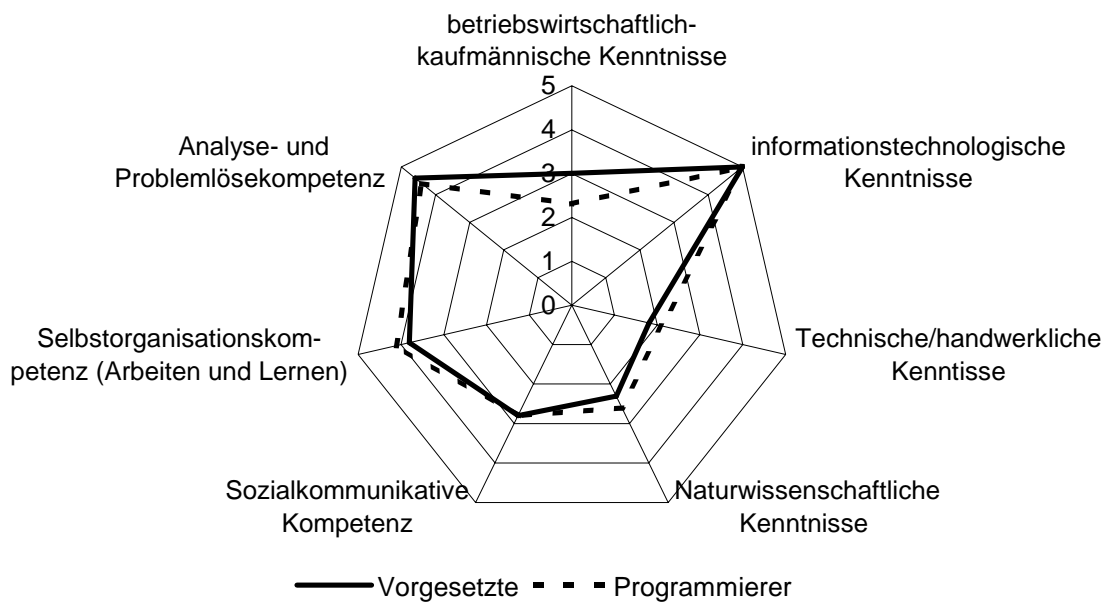 betriebswirtschaftlich-
kaufmännische Kenntnisse
5
4
3
2
1
0
informationstechnologische
Kenntnisse
Technische/handwerkliche
Kenntisse
Naturwissenschaftliche
Kenntnisse
Sozialkommunikative
Kompetenz
Selbstorganisationskom-
petenz (Arbeiten und Lernen)
Analyse- und
Problemlösekompetenz
Vorgesetzte Programmierer